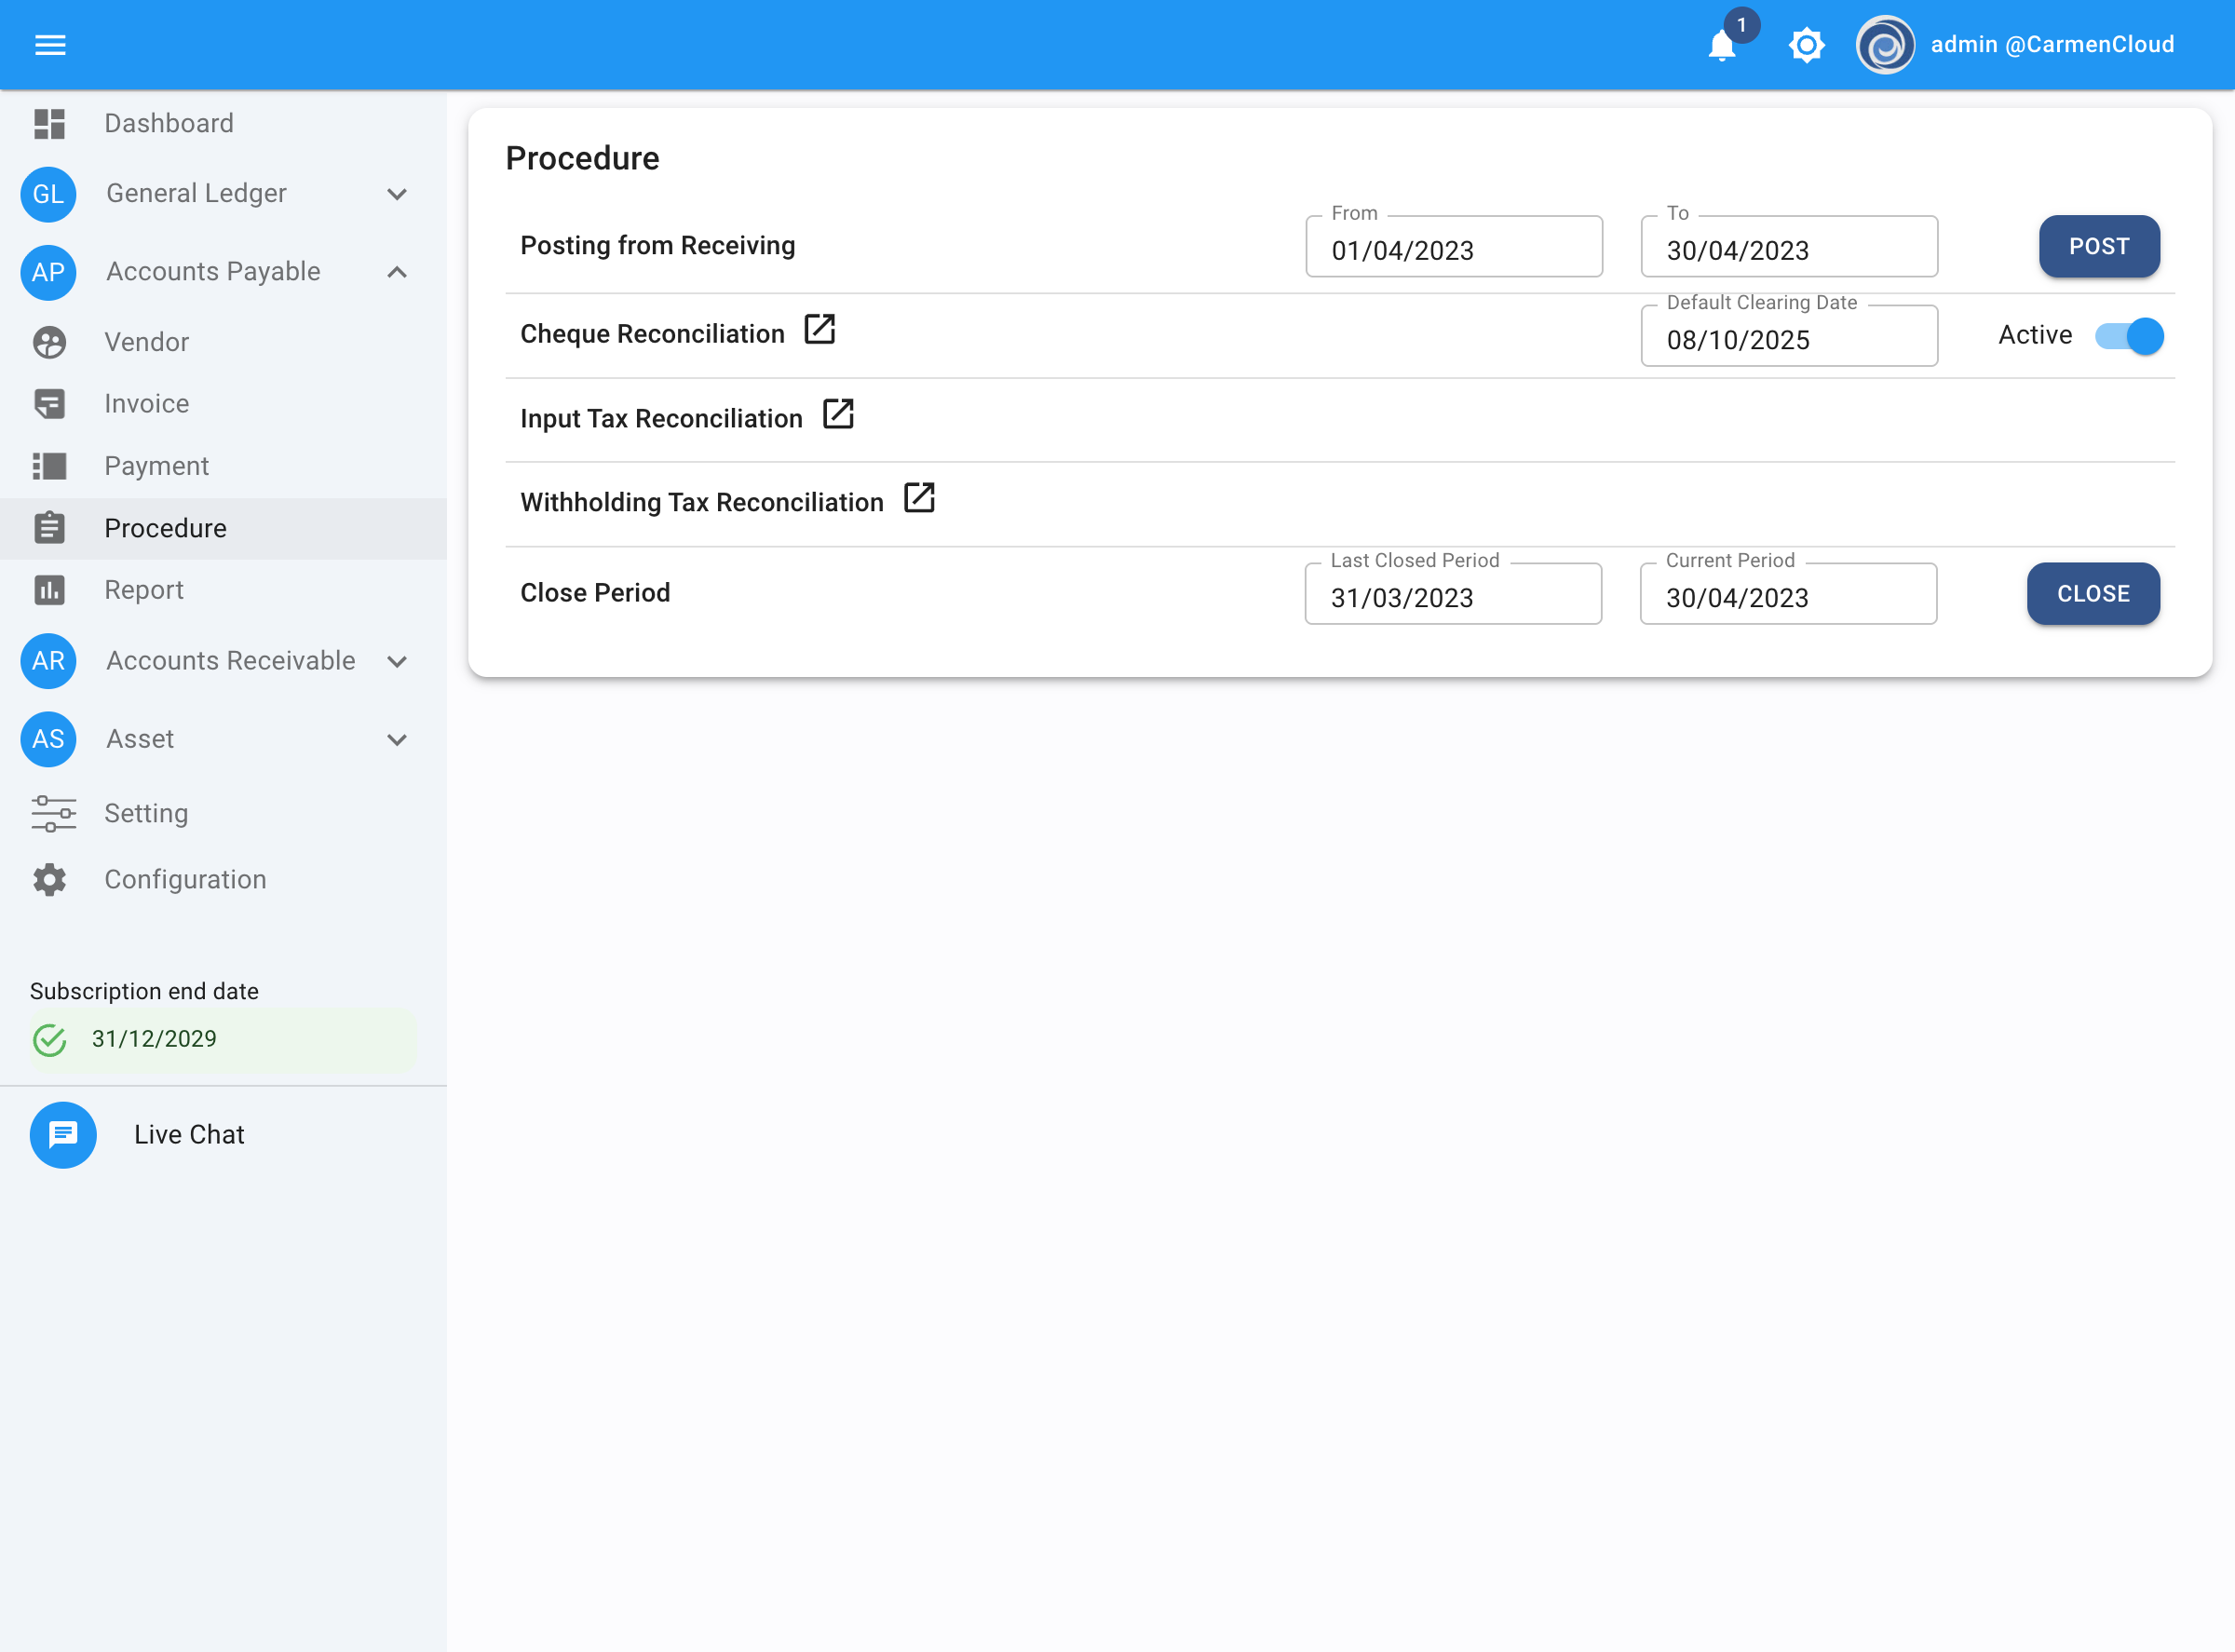 1
admin @CarmenCloud
Dashboard
GL General Ledger
AP Accounts Payable
Vendor
Invoice
Payment
Procedure
Report
AR Accounts Receivable
AS Asset
Setting
Configuration
Subscription end date
31/12/2029
Live Chat
Procedure
Posting from Receiving
From
01/04/2023
To
30/04/2023
POST
Cheque Reconciliation
Default Clearing Date
08/10/2025
Active
Input Tax Reconciliation
Withholding Tax Reconciliation
Close Period
Last Closed Period
31/03/2023
Current Period
30/04/2023
CLOSE